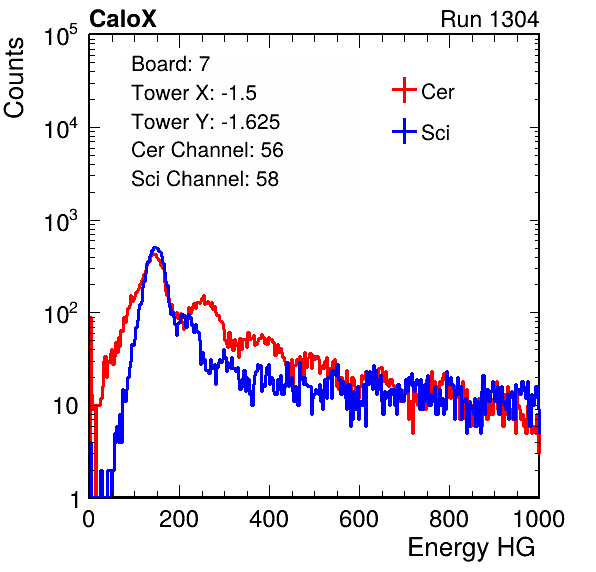 CaloX Run 1304
Counts
Board: 7
Tower X: -1.5
Tower Y: -1.625
Cer Channel: 56
Sci Channel: 58
Cer
Sci
10^5
10^4
10^3
10^2
10
1
0 200 400 600 800 1000
Energy HG